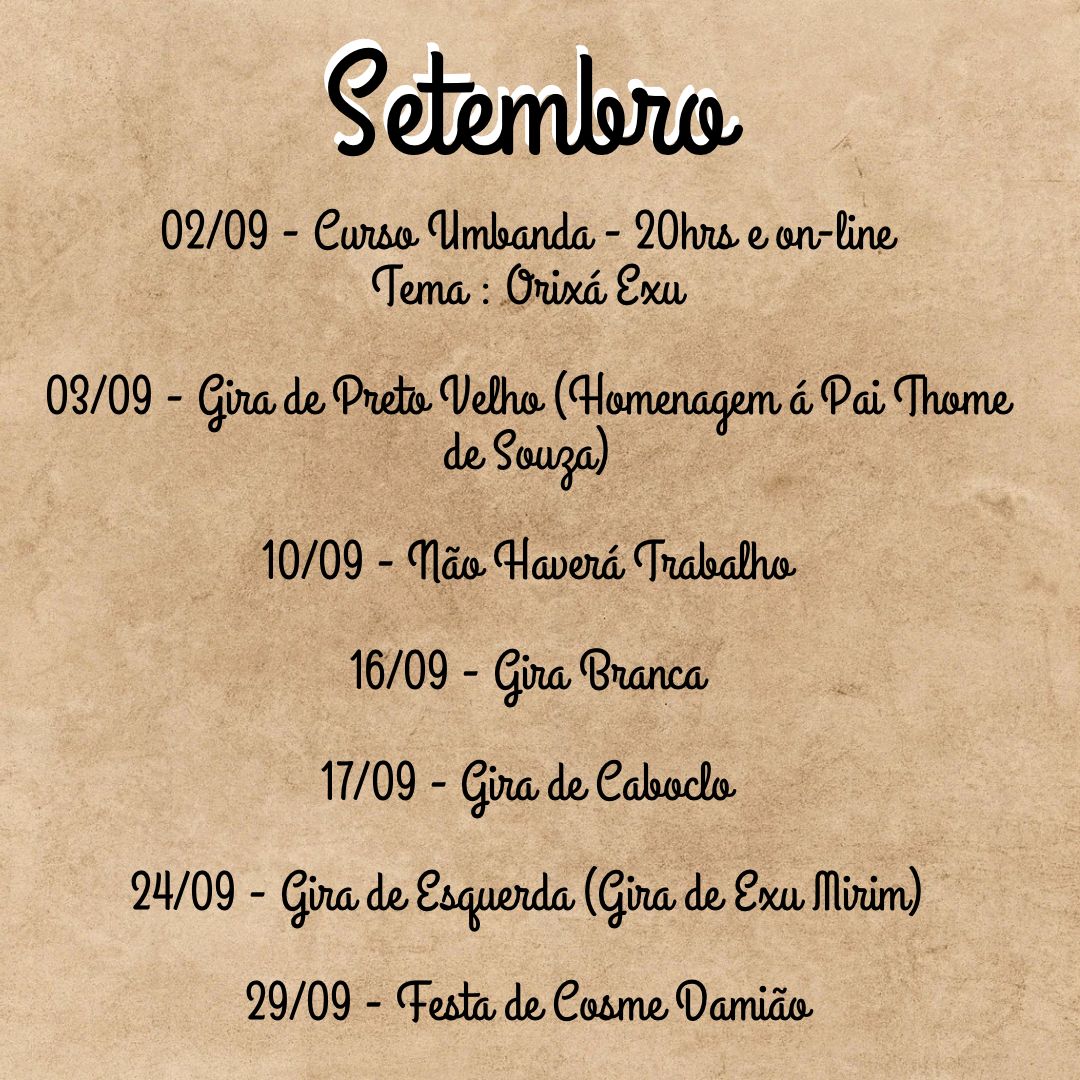 Setembro
02/09 - Curso Umbanda - 20hrs e on-line
Tema : Orixá Exu
03/09 - Gira de Preto Velho (Homenagem á Pai Thome
de Souza)
10/09 - Não Haverá Trabalho
16/09 - Gira Branca
17/09 - Gira de Caboclo
24/09 - Gira de Esquerda (Gira de Exu Mirim)
29/09 - Festa de Cosme Damião